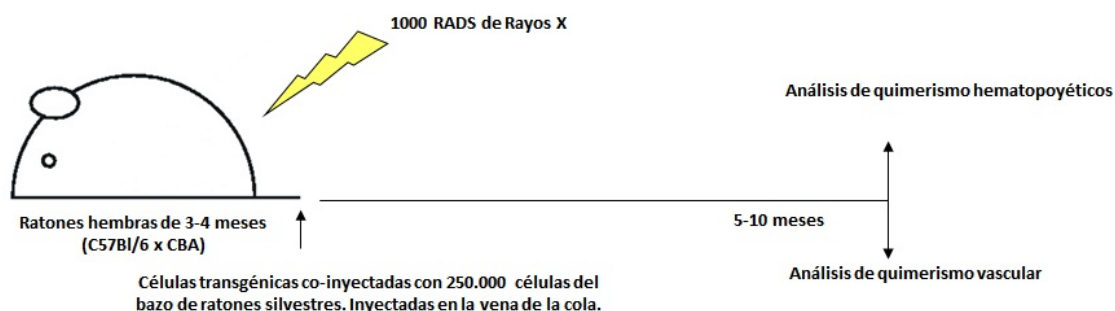 1000 RADS de Rayos X
Análisis de quimerismo hematopoyéticos
Ratones hembras de 3-4 meses
(C57Bl/6 x CBA)
5-10 meses
Células transgénicas co-inyectadas con 250.000 células del
bazo de ratones silvestres. Inyectadas en la vena de la cola.
Análisis de quimerismo vascular